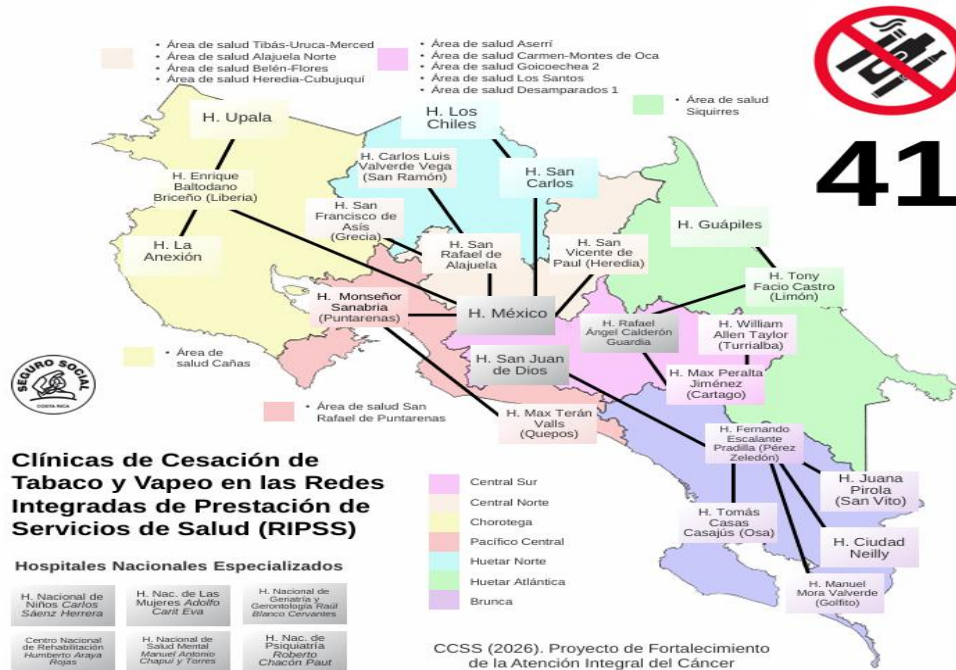 • Área de salud Tibás-Uruca-Merced
• Área de salud Alajuela Norte
• Área de salud Belén-Flores
• Área de salud Heredia-Cubujuquí
• Área de salud Aserrí
• Área de salud Carmen-Montes de Oca
• Área de salud Goicoechea 2
• Área de salud Los Santos
• Área de salud Desamparados 1
• Área de salud
Siquirres
41
H. Upala
H. Los
Chiles
H. Carlos Luis
Valverde Vega
(San Ramón)
H. San
Carlos
H. Enrique
Baltodano
Briceño (Liberia)
H. San
Francisco de
Asís
(Grecia)
H. Guápiles
H. La
Anexión
H. San
Rafael de
Alajuela
H. San
Vicente de
Paul (Heredia)
H. Tony
Facio Castro
(Limón)
H. Monseñor
Sanabria
(Puntarenas)
H. México
H. Rafael
Ángel Calderón
Guardia
H. William
Allen Taylor
(Turrialba)
H. San Juan
de Dios
H. Max Peralta
Jiménez
(Cartago)
• Área de
salud Cañas
SEGURO SOCIAL
COSTA RICA
• Área de salud San
Rafael de Puntarenas
H. Max Terán
Valls
(Quepos)
H. Fernando
Escalante
Pradilla (Pérez
Zeledón)
H. Juana
Pirola
(San Vito)
H. Tomás
Casas
Casajús (Osa)
H. Ciudad
Neilly
H. Manuel
Mora Valverde
(Golfito)
Clínicas de Cesación de
Tabaco y Vapeo en las Redes
Integradas de Prestación de
Servicios de Salud (RIPSS)
Central Sur
Central Norte
Chorotega
Pacífico Central
Huetar Norte
Huetar Atlántica
Brunca
Hospitales Nacionales Especializados
H. Nacional de
Niños Carlos
Sáenz Herrera
H. Nac. de Las
Mujeres Adolfo
Carit Eva
H. Nacional de
Geriatría y
Gerontología Raúl
Blanco Cervantes
Centro Nacional
de Rehabilitación
Humberto Araya
Rojas
H. Nacional de
Salud Mental
Manuel Antonio
Chapuí y Torres
H. Nac. de
Psiquiatría
Roberto
Chacón Paut
CCSS (2026). Proyecto de Fortalecimiento
de la Atención Integral del Cáncer